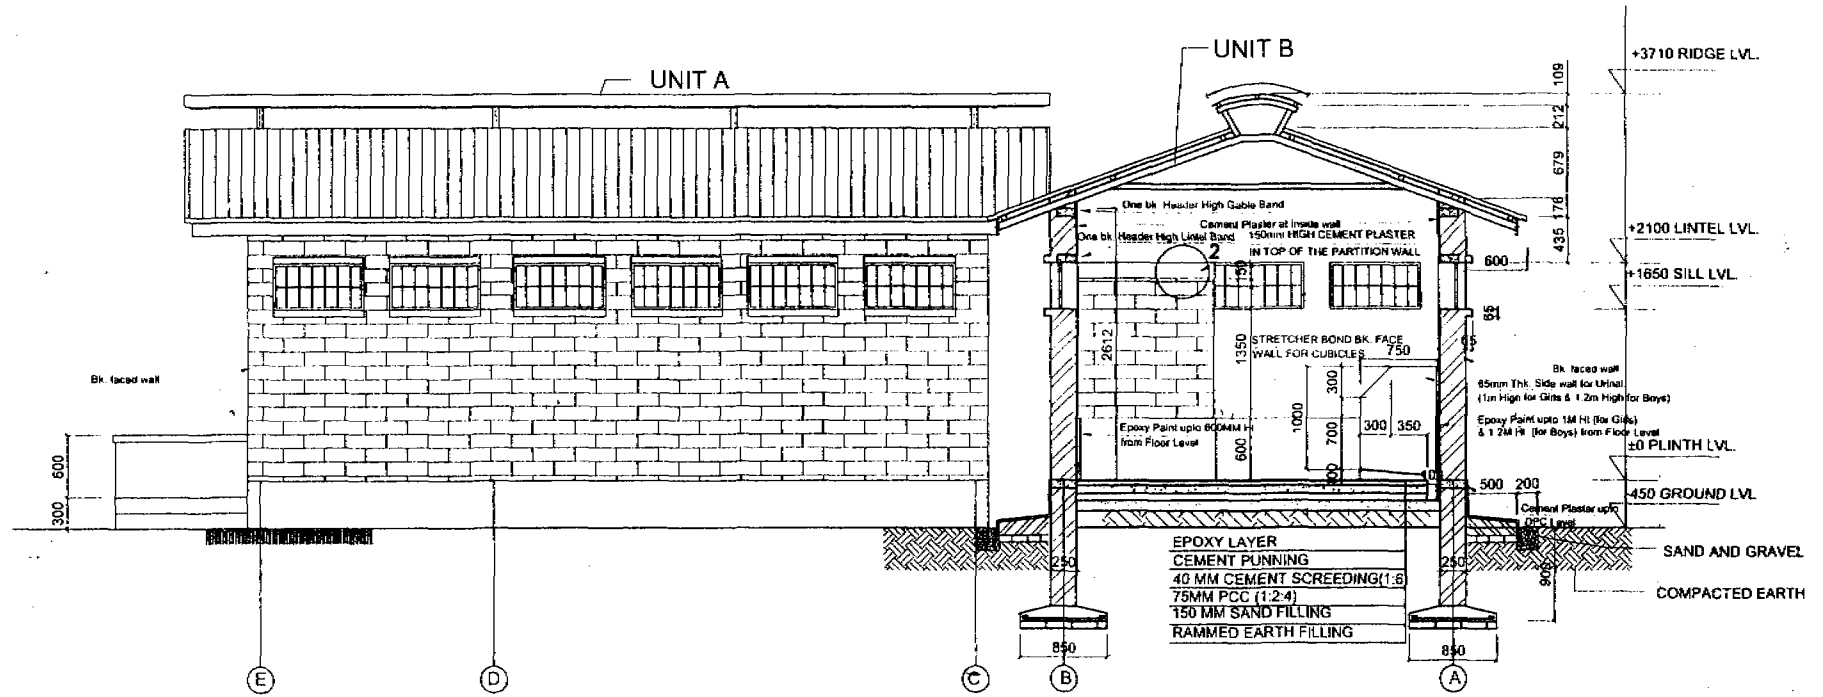 UNIT A
UNIT B
+3710 RIDGE LVL.
109
212
679
176
435
One bk. Header High Gable Band
Cement Plaster at inside wall
One bk. Header High Lintel Band
150mm HIGH CEMENT PLASTER
IN TOP OF THE PARTITION WALL
2
150
600
+2100 LINTEL LVL.
+1650 SILL LVL.
65
65
2612
1350
STRETCHER BOND BK. FACE
WALL FOR CUBICLES
750
300
1000
700
300 350
Bk. faced wall
Bk. faced wall
65mm Thk. Side wall for Urinal
(1m High for Girls & 1.2m High for Boys)
Epoxy Paint upto 1M Ht (for Girls)
& 1.2M Ht (for Boys) from Floor Level
Epoxy Paint upto 600MM Ht
from Floor Level
600
±0 PLINTH LVL.
600
300
500 200
-450 GROUND LVL
Cement Plaster upto
DPC Level
SAND AND GRAVEL
COMPACTED EARTH
EPOXY LAYER
CEMENT PUNNING
40 MM CEMENT SCREEDING(1:6)
75MM PCC (1:2:4)
150 MM SAND FILLING
RAMMED EARTH FILLING
250
250
900
850
850
E
D
C
B
A